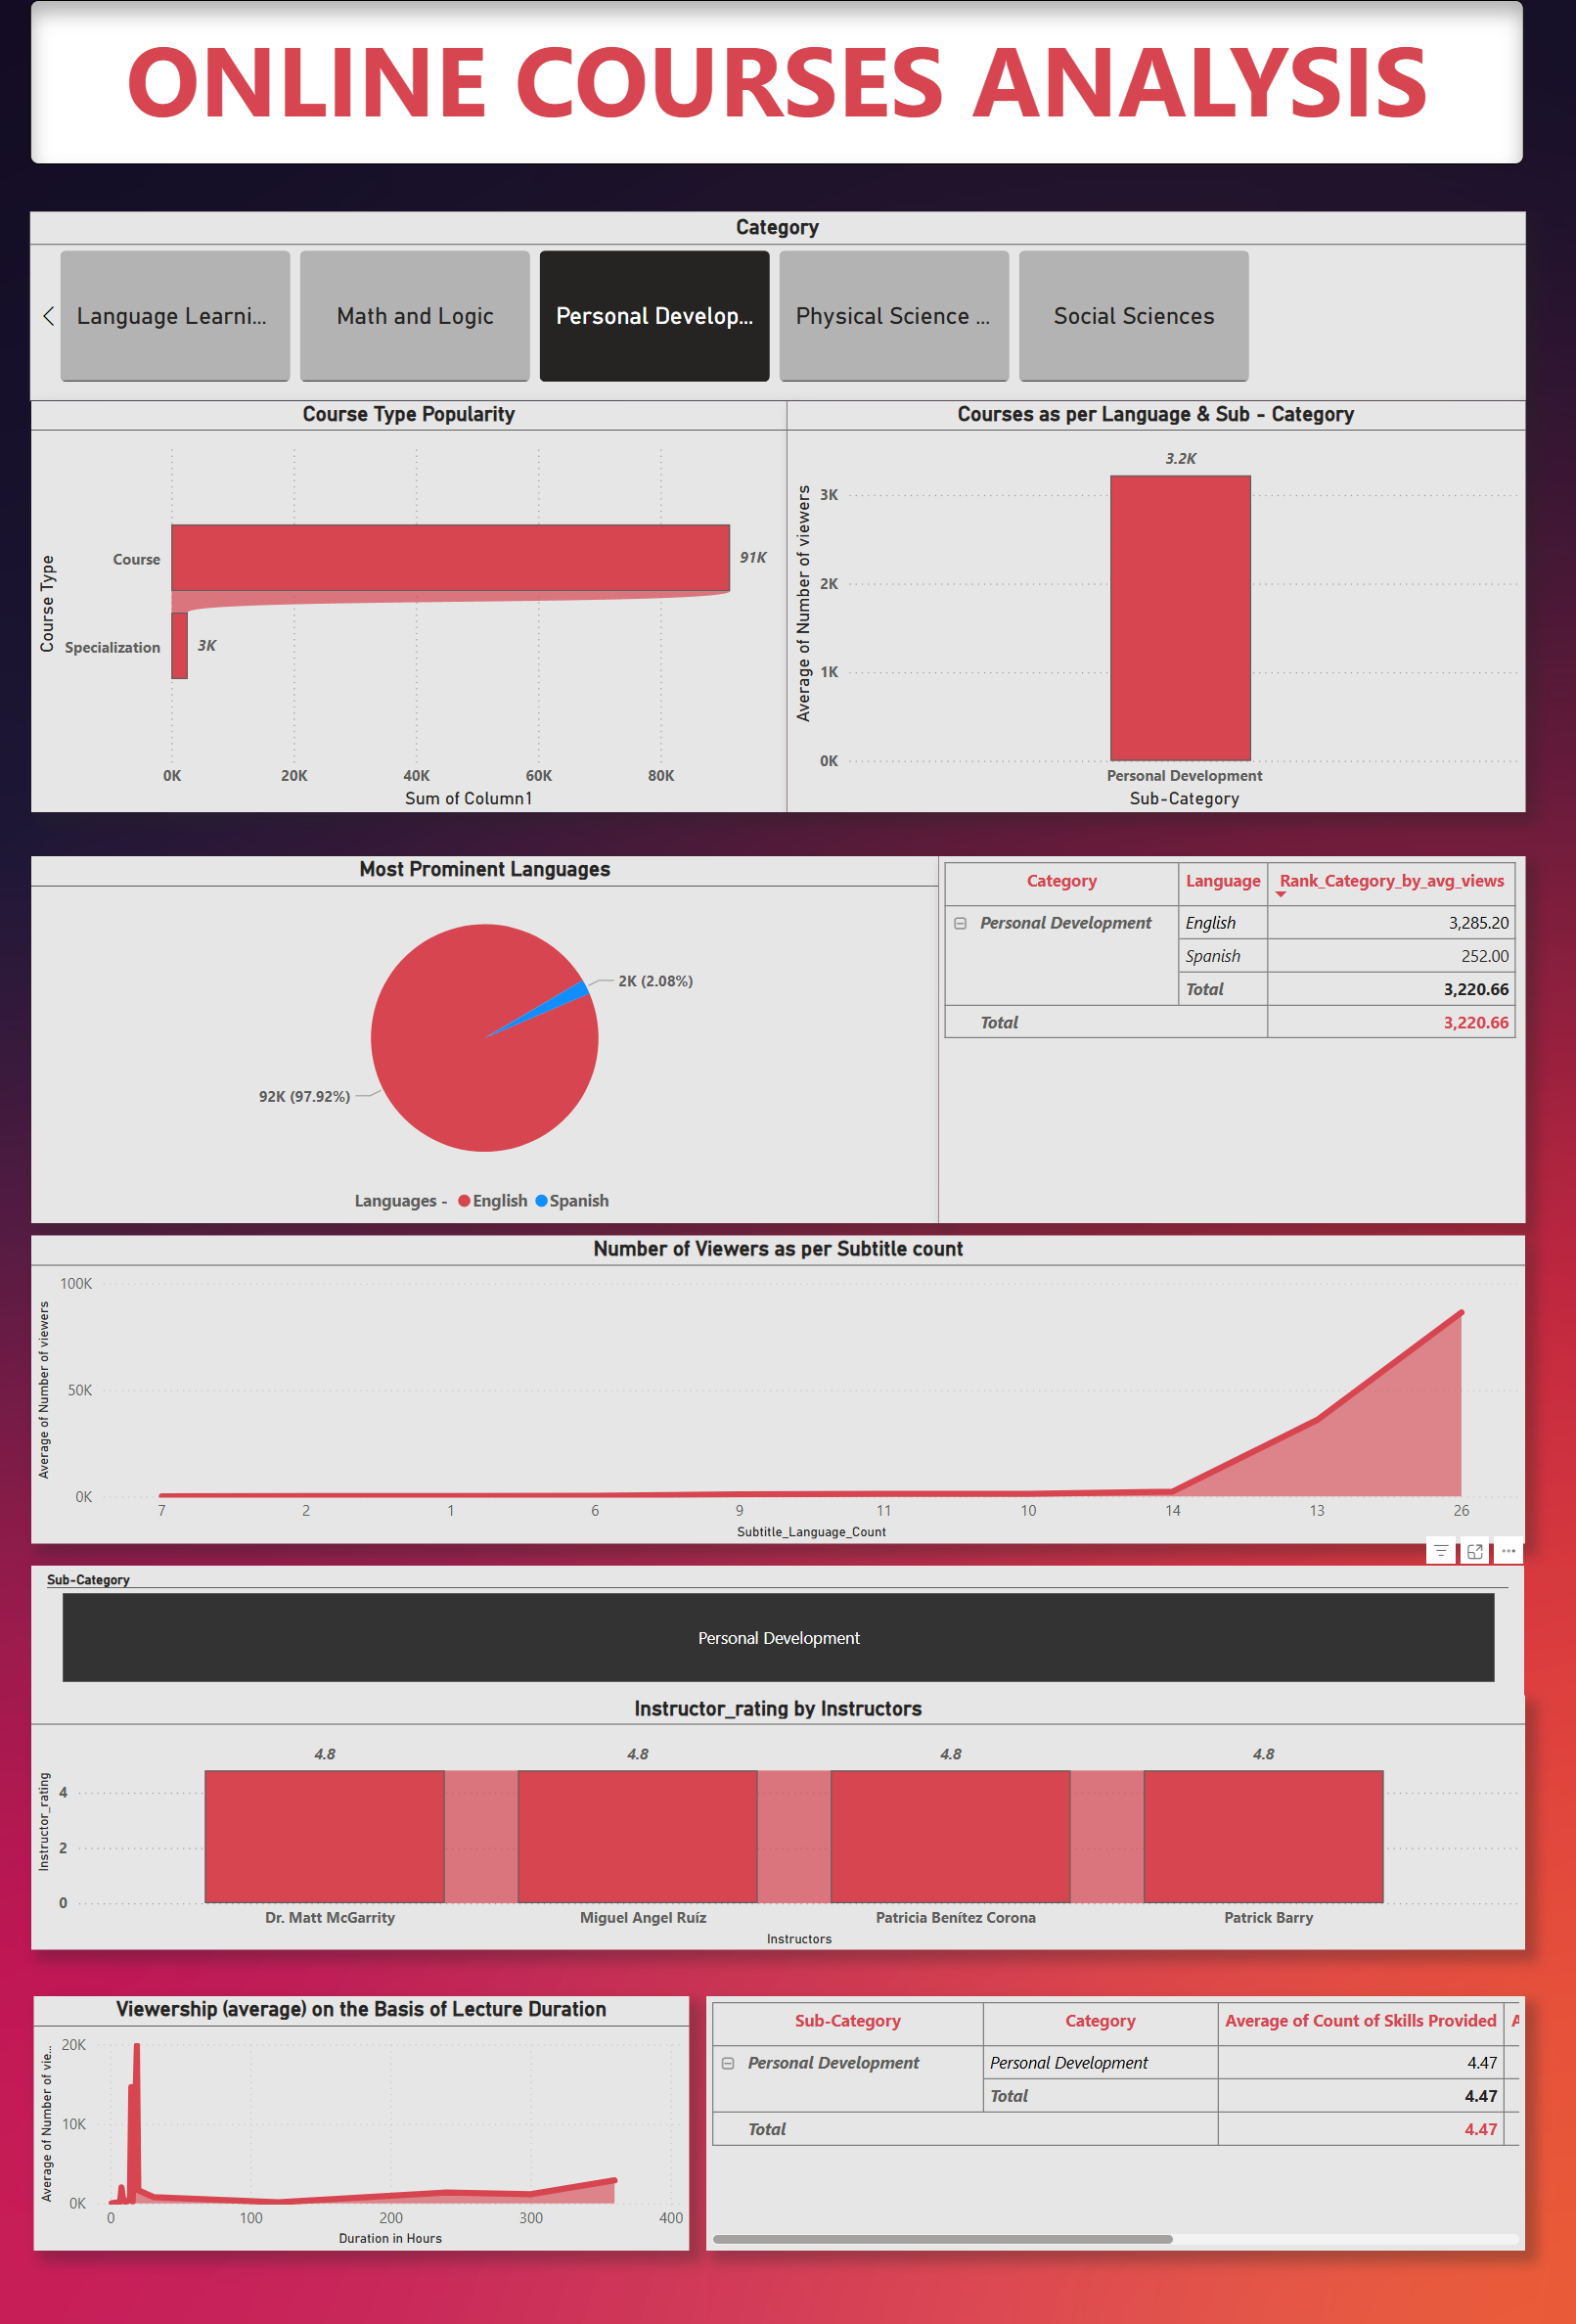 ONLINE COURSES ANALYSIS
Category
Language Learni...
Math and Logic
Personal Develop...
Physical Science ...
Social Sciences
Course Type Popularity
Course Type
Course
91K
Specialization
3K
0K 20K 40K 60K 80K
Sum of Column1
Courses as per Language & Sub - Category
Average of Number of viewers
3.2K
3K
2K
1K
0K
Personal Development
Sub-Category
Most Prominent Languages
2K (2.08%)
92K (97.92%)
Languages - English Spanish
Category Language Rank_Category_by_avg_views
Personal Development English 3,285.20
Spanish 252.00
Total 3,220.66
Total 3,220.66
Number of Viewers as per Subtitle count
Average of Number of viewers
100K
50K
0K
7 2 1 6 9 11 10 14 13 26
Subtitle_Language_Count
Sub-Category
Personal Development
Instructor_rating by Instructors
Instructor_rating
4.8 4.8 4.8 4.8
4
2
0
Dr. Matt McGarrity Miguel Angel Ruíz Patricia Benítez Corona Patrick Barry
Instructors
Viewership (average) on the Basis of Lecture Duration
Average of Number of vie...
20K
10K
0K
0 100 200 300 400
Duration in Hours
Sub-Category Category Average of Count of Skills Provided A
Personal Development Personal Development 4.47
Total 4.47
Total 4.47